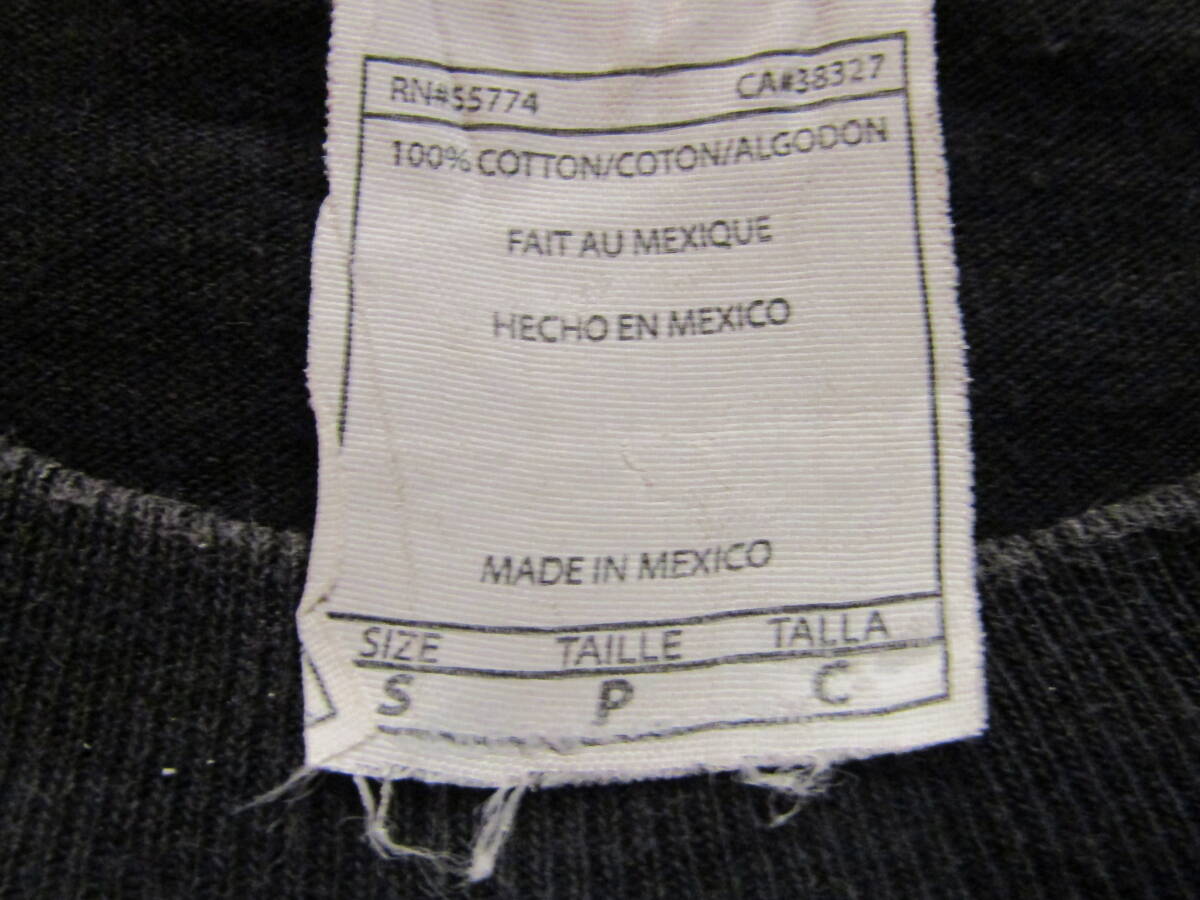 RN#55774 CA#38327
100% COTTON/COTON/ALGODON
FAIT AU MEXIQUE
HECHO EN MEXICO
MADE IN MEXICO
SIZE TAILLE TALLA
S P C